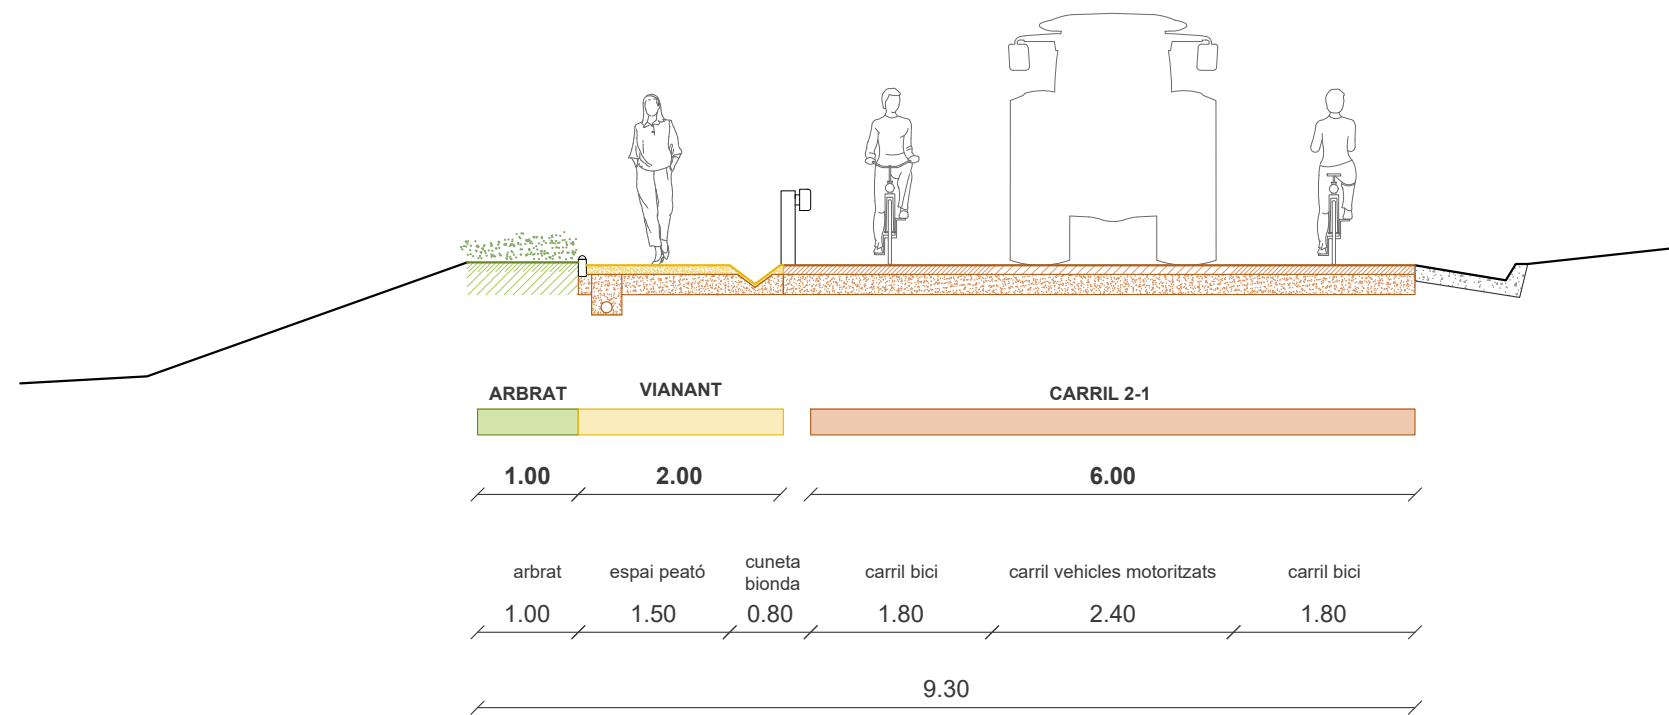 ARBRAT
VIANANT
CARRIL 2-1
1.00
2.00
6.00
arbrat
espai peató
cuneta
bionda
carril bici
carril vehicles motoritzats
carril bici
1.00
1.50
0.80
1.80
2.40
1.80
9.30